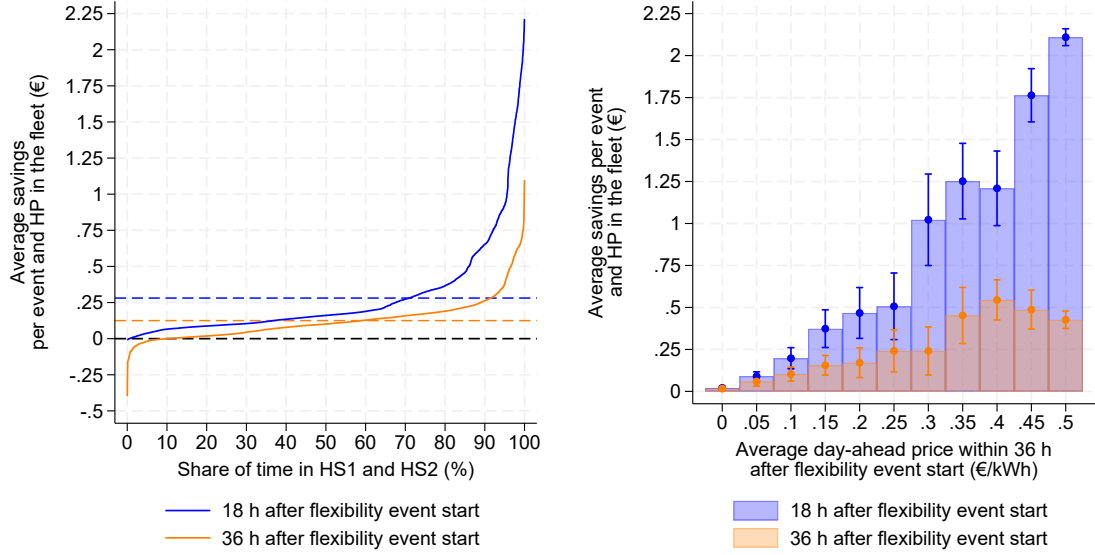 Average savings
per event and HP in the fleet (€)
2.25
2
1.75
1.5
1.25
1
.75
.5
.25
0
-.25
-.5
0 10 20 30 40 50 60 70 80 90 100
Share of time in HS1 and HS2 (%)
18 h after flexibility event start
36 h after flexibility event start
Average savings per event
and HP in the fleet (€)
2.25
2
1.75
1.5
1.25
1
.75
.5
.25
0
0 .05 .1 .15 .2 .25 .3 .35 .4 .45 .5
Average day-ahead price within 36 h
after flexibility event start (€/kWh)
18 h after flexibility event start
36 h after flexibility event start